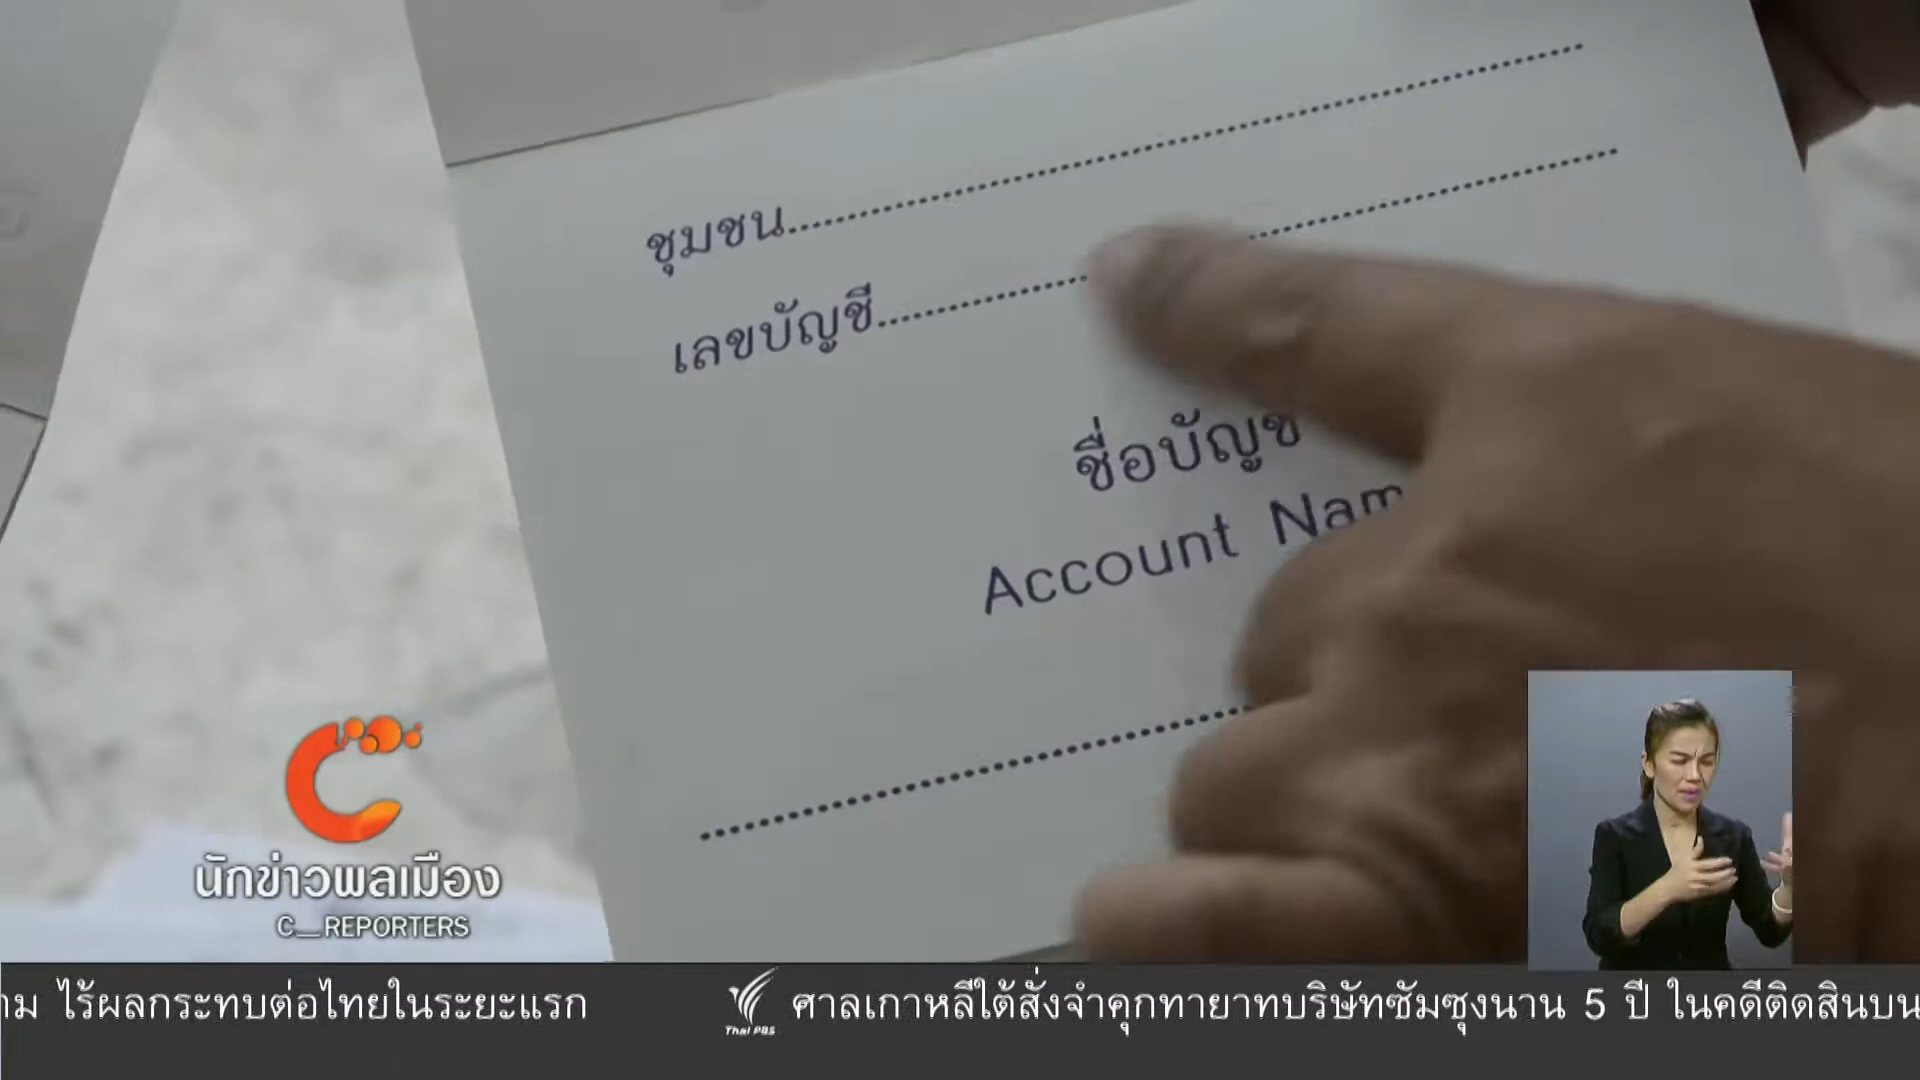 ชุมชน
เลขบัญชี
ชื่อบัญช
Account Nam
นักข่าวพลเมือง
C_REPORTERS
ไร้ผลกระทบต่อไทยในระยะแรก
Thai PBS
ศาลเกาหลีใต้สั่งจำคุกทายาทบริษัทซัมซุงนาน 5 ปี ในคดีติดสินบน